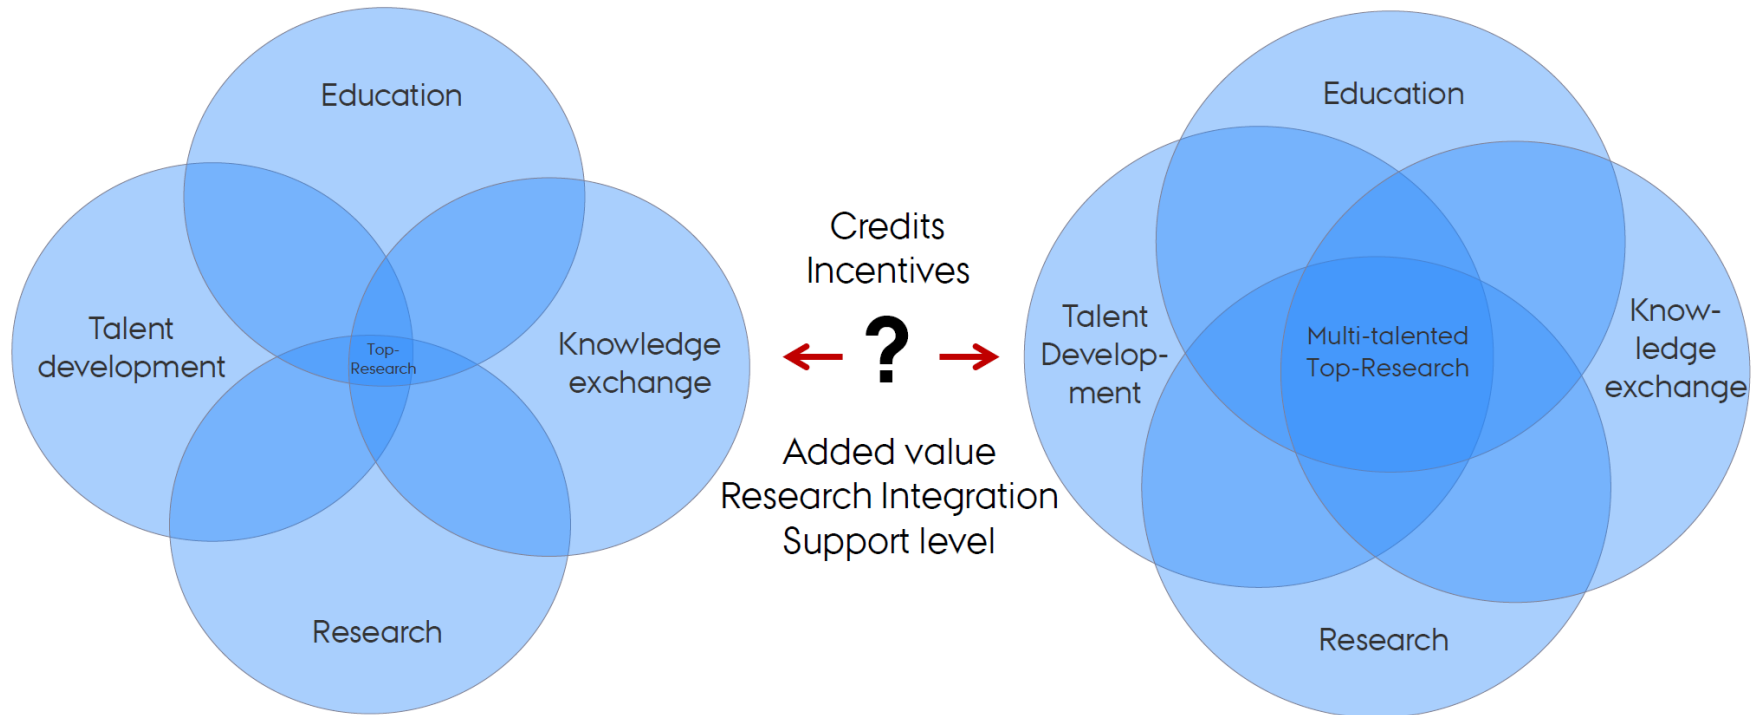 Education
Talent
development
Top-
Research
Knowledge
exchange
Research
Credits
Incentives
?
Added value
Research Integration
Support level
Education
Talent
Develop-
ment
Multi-talented
Top-Research
Know-
ledge
exchange
Research